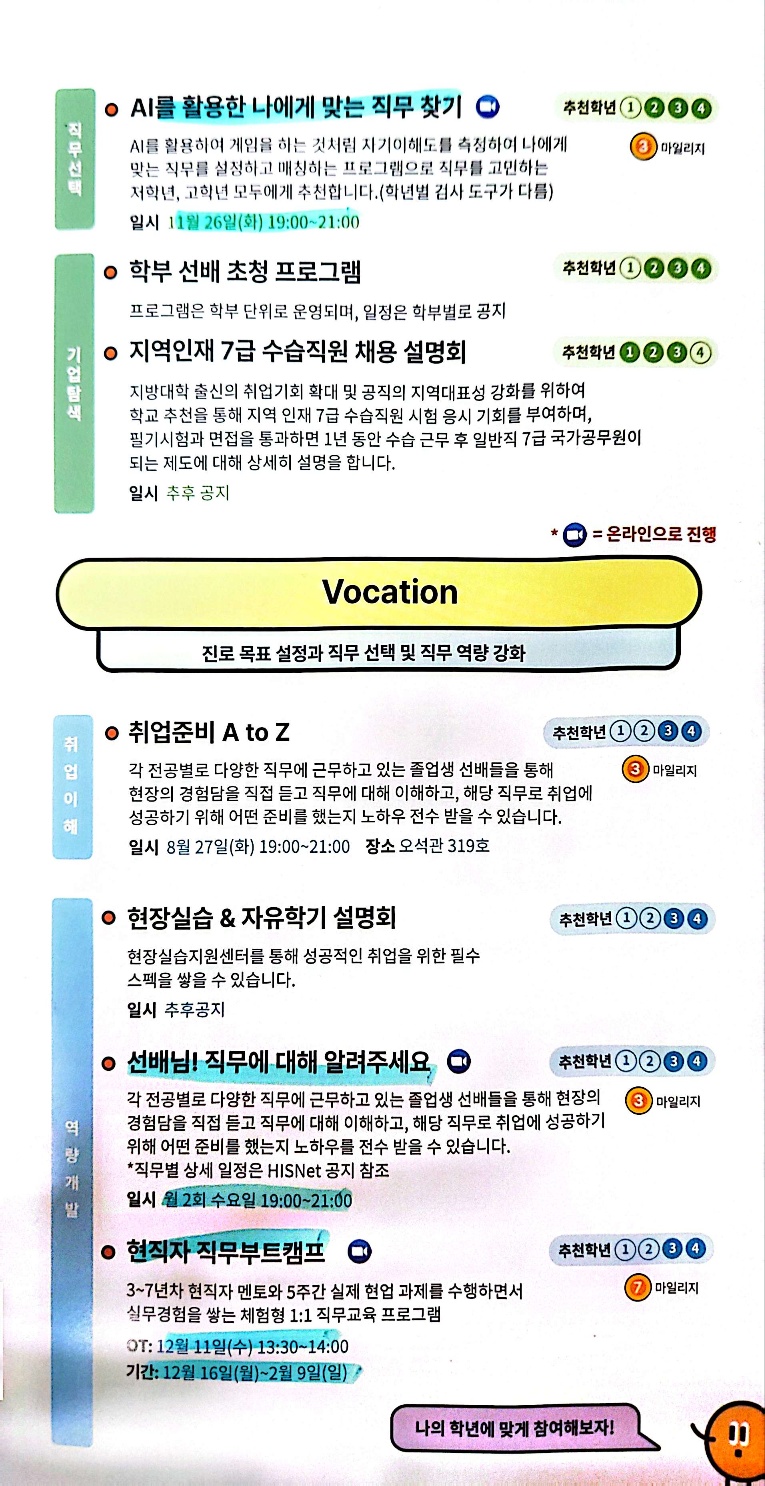 직무선택
AI를 활용한 나에게 맞는 직무 찾기
추천학년 1 2 3 4
AI를 활용하여 게임을 하는 것처럼 자기이해도를 측정하여 나에게
3 마일리지
맞는 직무를 설정하고 매칭하는 프로그램으로 직무를 고민하는
저학년, 고학년 모두에게 추천합니다.(학년별 검사 도구가 다름)
일시 11월 26일(화) 19:00~21:00
기업탐색
학부 선배 초청 프로그램
추천학년 1 2 3 4
프로그램은 학부 단위로 운영되며, 일정은 학부별로 공지
지역인재 7급 수습직원 채용 설명회
추천학년 1 2 3 4
지방대학 출신의 취업기회 확대 및 공직의 지역대표성 강화를 위하여
학교 추천을 통해 지역 인재 7급 수습직원 시험 응시 기회를 부여하며,
필기시험과 면접을 통과하면 1년 동안 수습 근무 후 일반직 7급 국가공무원이
되는 제도에 대해 상세히 설명을 합니다.
일시 추후 공지
* = 온라인으로 진행
Vocation
진로 목표 설정과 직무 선택 및 직무 역량 강화
취업이해
취업준비 A to Z
추천학년 1 2 3 4
각 전공별로 다양한 직무에 근무하고 있는 졸업생 선배들을 통해
3 마일리지
현장의 경험담을 직접 듣고 직무에 대해 이해하고, 해당 직무로 취업에
성공하기 위해 어떤 준비를 했는지 노하우 전수 받을 수 있습니다.
일시 8월 27일(화) 19:00~21:00 장소 오석관 319호
역량개발
현장실습 & 자유학기 설명회
추천학년 1 2 3 4
현장실습지원센터를 통해 성공적인 취업을 위한 필수
스펙을 쌓을 수 있습니다.
일시 추후공지
선배님! 직무에 대해 알려주세요
추천학년 1 2 3 4
각 전공별로 다양한 직무에 근무하고 있는 졸업생 선배들을 통해 현장의
3 마일리지
경험담을 직접 듣고 직무에 대해 이해하고, 해당 직무로 취업에 성공하기
위해 어떤 준비를 했는지 노하우를 전수 받을 수 있습니다.
*직무별 상세 일정은 HISNet 공지 참조
일시 월 2회 수요일 19:00~21:00
현직자 직무부트캠프
추천학년 1 2 3 4
3~7년차 현직자 멘토와 5주간 실제 현업 과제를 수행하면서
7 마일리지
실무경험을 쌓는 체험형 1:1 직무교육 프로그램
OT: 12월 11일(수) 13:30~14:00
기간: 12월 16일(월)~2월 9일(일)
나의 학년에 맞게 참여해보자!